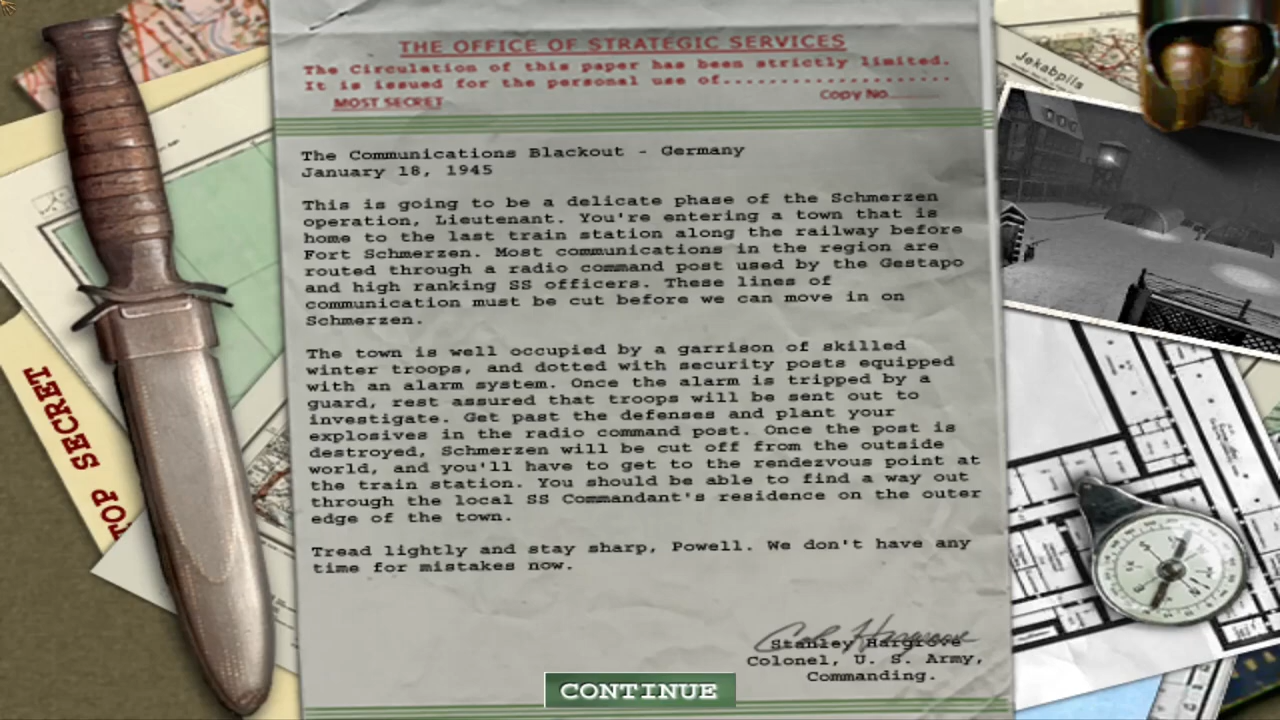 THE OFFICE OF STRATEGIC SERVICES
The Circulation of this paper has been strictly limited.
It is issued for the personal use of....................
MOST SECRET
Copy No
The Communications Blackout - Germany
January 18, 1945
This is going to be a delicate phase of the Schmerzen
operation, Lieutenant. You're entering a town that is
home to the last train station along the railway before
Fort Schmerzen. Most communications in the region are
routed through a radio command post used by the Gestapo
and high ranking SS officers. These lines of
communication must be cut before we can move in on
Schmerzen.
The town is well occupied by a garrison of skilled
winter troops, and dotted with security posts equipped
with an alarm system. Once the alarm is tripped by a
guard, rest assured that troops will be sent out to
investigate. Get past the defenses and plant your
explosives in the radio command post. Once the post is
destroyed, Schmerzen will be cut off from the outside
world, and you'll have to get to the rendezvous point at
the train station. You should be able to find a way out
through the local SS Commandant's residence on the outer
edge of the town.
Tread lightly and stay sharp, Powell. We don't have any
time for mistakes now.
Stanley Hargrove
Colonel, U. S. Army,
Commanding.
CONTINUE
TOP SECRET
Jekabpils